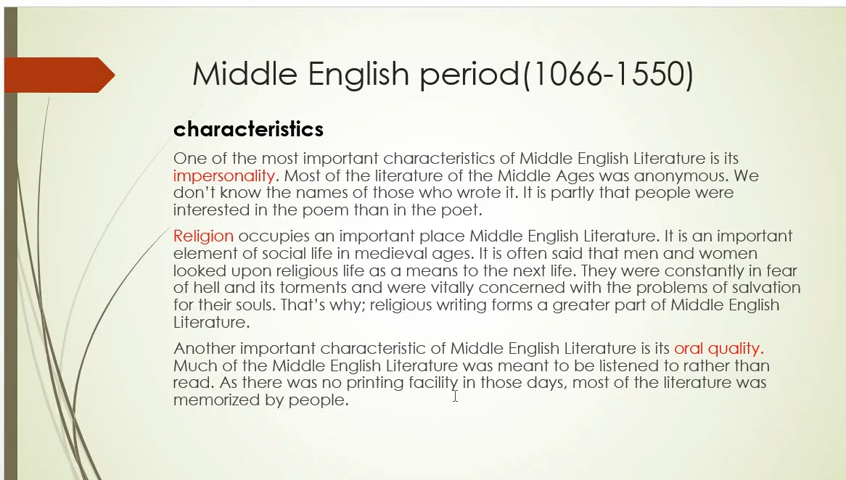 Middle English period(1066-1550)
characteristics
One of the most important characteristics of Middle English Literature is its
impersonality. Most of the literature of the Middle Ages was anonymous. We
don't know the names of those who wrote it. It is partly that people were
interested in the poem than in the poet.
Religion occupies an important place Middle English Literature. It is an important
element of social life in medieval ages. It is often said that men and women
looked upon religious life as a means to the next life. They were constantly in fear
of hell and its torments and were vitally concerned with the problems of salvation
for their souls. That's why; religious writing forms a greater part of Middle English
Literature.
Another important characteristic of Middle English Literature is its oral quality.
Much of the Middle English Literature was meant to be listened to rather than
read. As there was no printing facility in those days, most of the literature was
memorized by people.